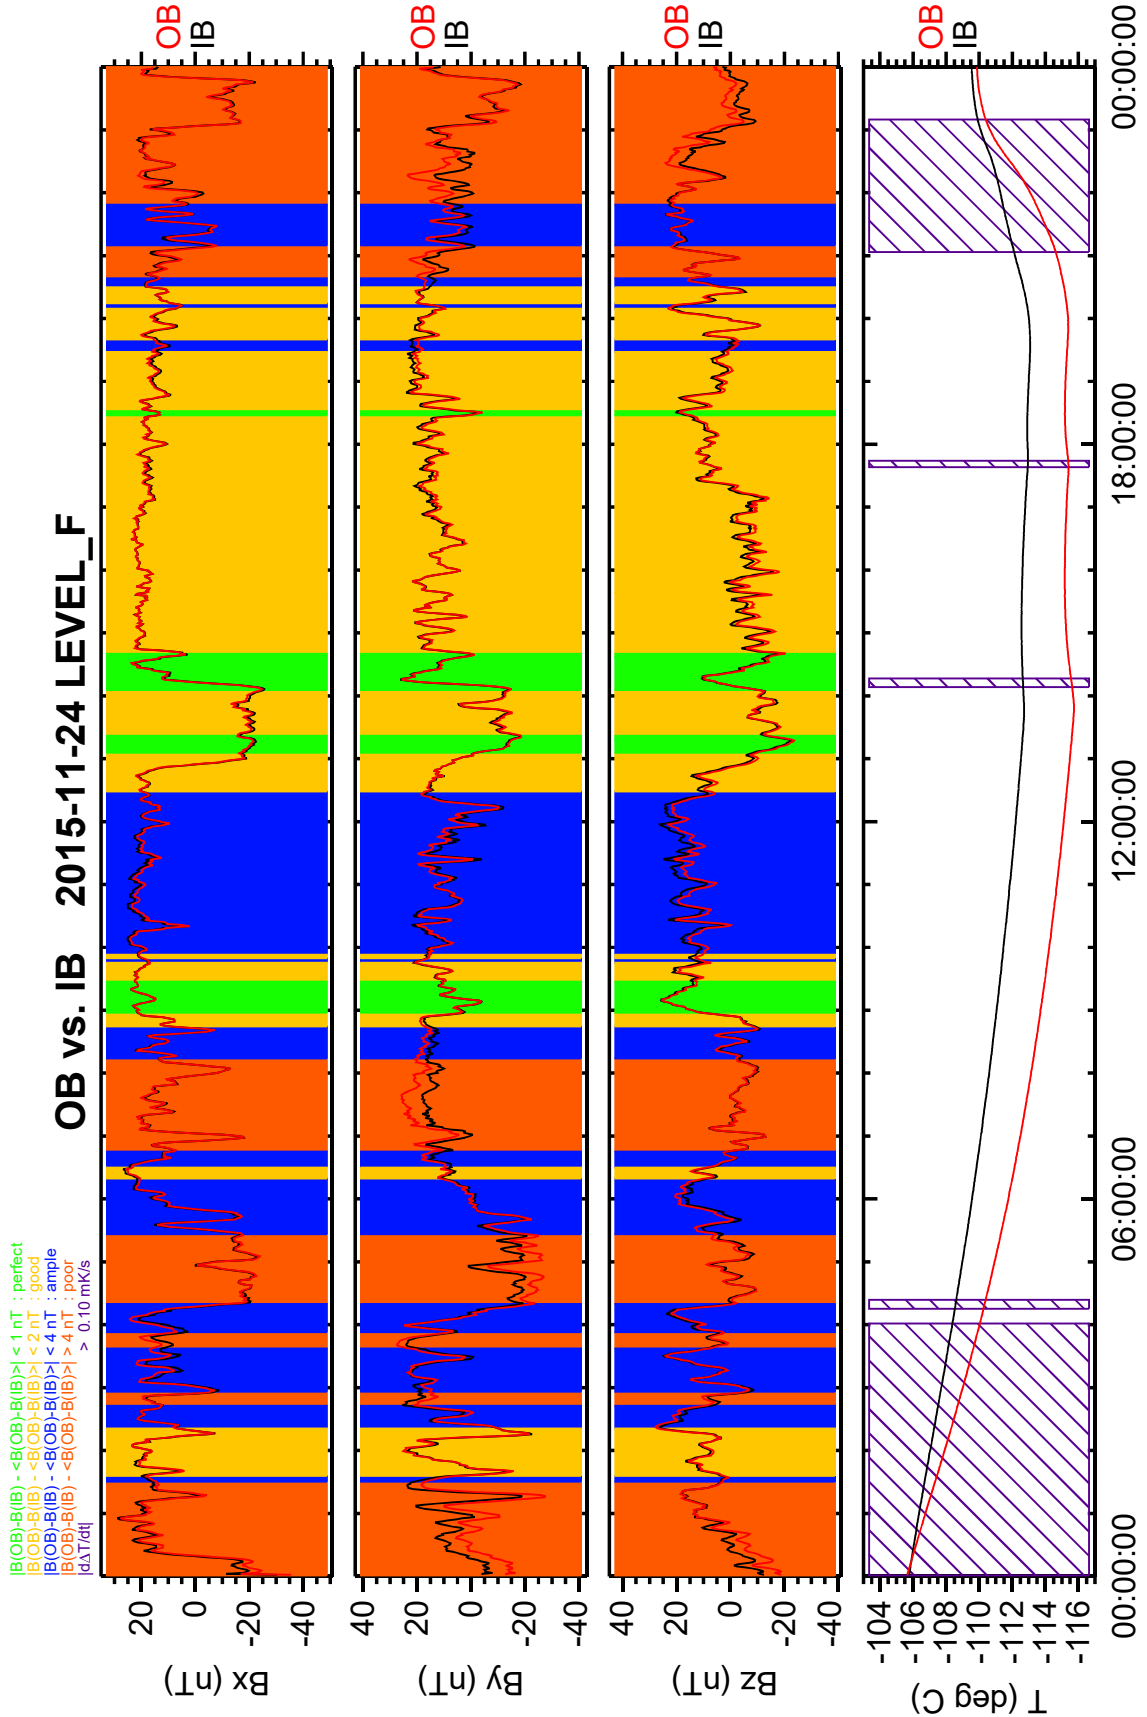 OB vs. IB 2015-11-24 LEVEL_F
|B(OB)-B(IB) - <B(OB)-B(IB)>| < 1 nT : perfect
|B(OB)-B(IB) - <B(OB)-B(IB)>| < 2 nT : good
|B(OB)-B(IB) - <B(OB)-B(IB)>| < 4 nT : ample
|B(OB)-B(IB) - <B(OB)-B(IB)>| > 4 nT : poor
|dΔT/dt| > 0.10 mK/s
Bx (nT)
20
0
-20
-40
OB
IB
By (nT)
40
20
0
-20
-40
OB
IB
Bz (nT)
40
20
0
-20
-40
OB
IB
T (deg C)
-104
-106
-108
-110
-112
-114
-116
OB
IB
00:00:00 06:00:00 12:00:00 18:00:00 00:00:00